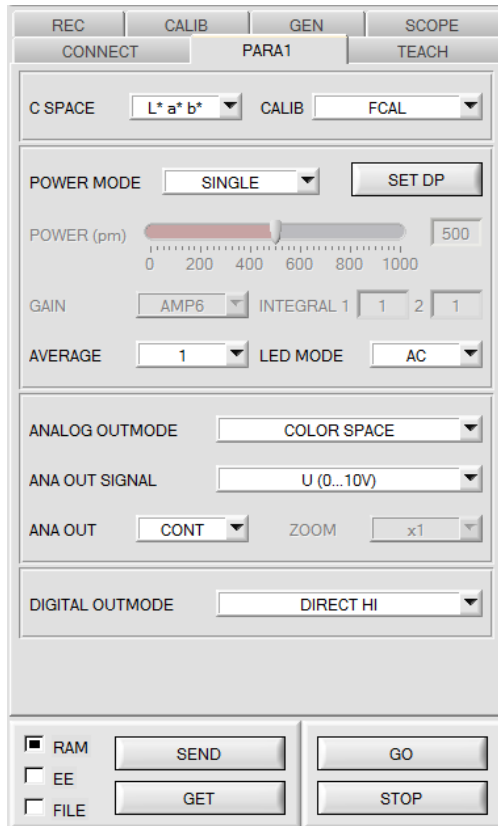 REC CALIB GEN SCOPE
CONNECT PARA1 TEACH
C SPACE L* a* b* CALIB FCAL
POWER MODE SINGLE SET DP
POWER (pm) 500
0 200 400 600 800 1000
GAIN AMP6 INTEGRAL 1 1 2 1
AVERAGE 1 LED MODE AC
ANALOG OUTMODE COLOR SPACE
ANA OUT SIGNAL U (0...10V)
ANA OUT CONT ZOOM x1
DIGITAL OUTMODE DIRECT HI
RAM SEND GO
EE
GET STOP
FILE